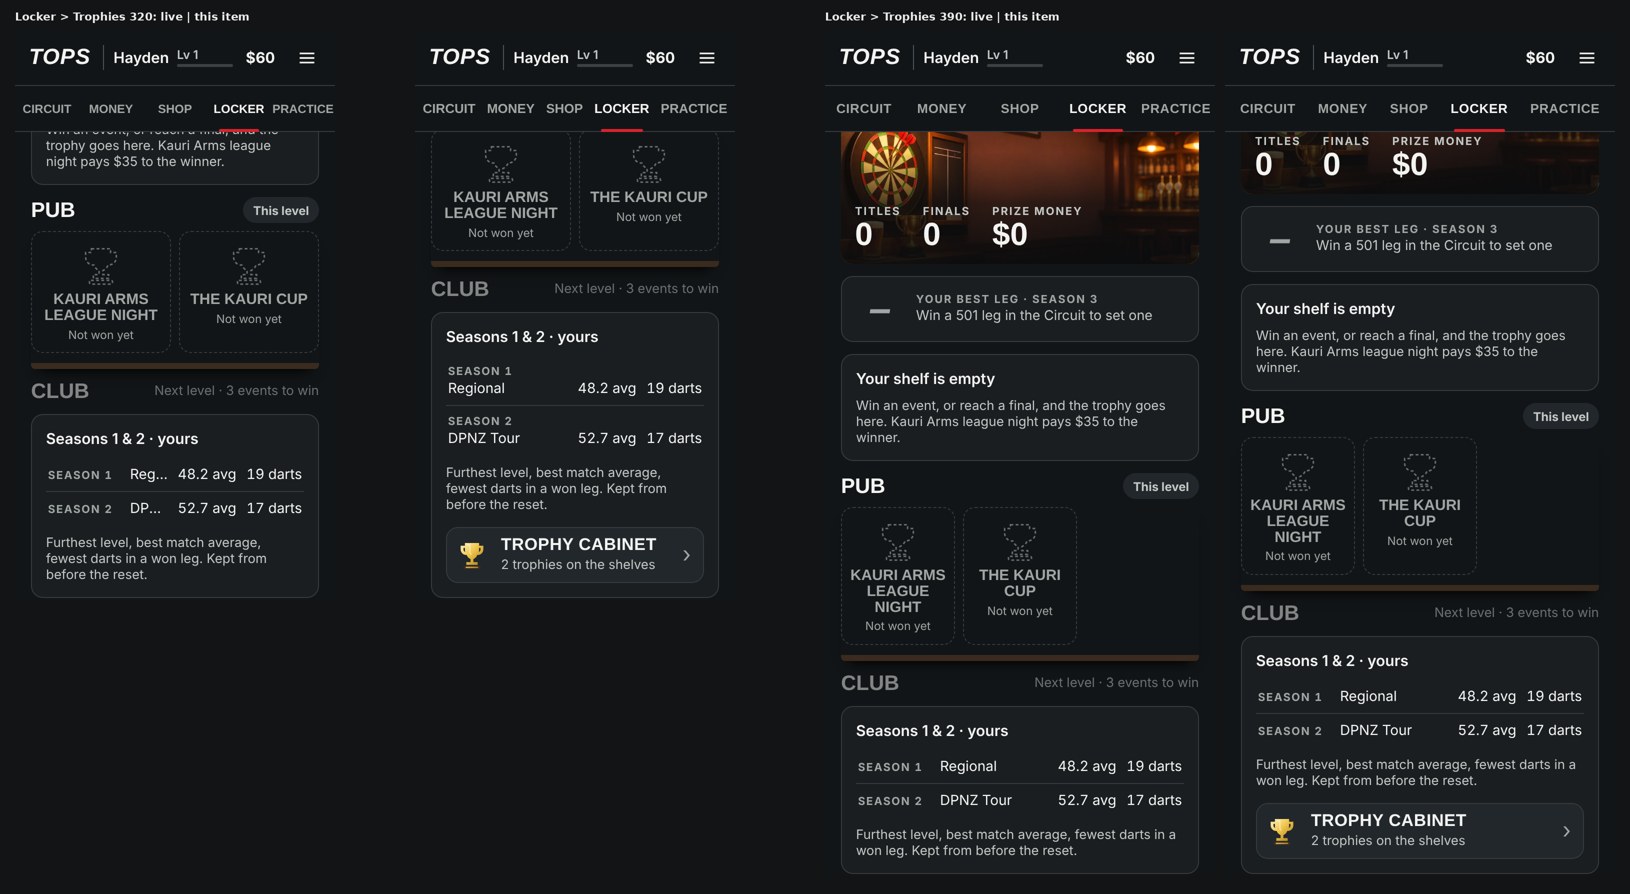 Locker > Trophies 320: live | this item
TOPS Hayden Lv 1 $60
CIRCUIT MONEY SHOP LOCKER PRACTICE
Win an event, or reach a final, and the
trophy goes here. Kauri Arms league
night pays $35 to the winner.
PUB This level
KAURI ARMS
LEAGUE NIGHT
Not won yet
THE KAURI CUP
Not won yet
CLUB Next level · 3 events to win
Seasons 1 & 2 · yours
SEASON 1 Reg... 48.2 avg 19 darts
SEASON 2 DP... 52.7 avg 17 darts
Furthest level, best match average,
fewest darts in a won leg. Kept from
before the reset.
TOPS Hayden Lv 1 $60
CIRCUIT MONEY SHOP LOCKER PRACTICE
KAURI ARMS
LEAGUE NIGHT
Not won yet
THE KAURI CUP
Not won yet
CLUB Next level · 3 events to win
Seasons 1 & 2 · yours
SEASON 1
Regional 48.2 avg 19 darts
SEASON 2
DPNZ Tour 52.7 avg 17 darts
Furthest level, best match average,
fewest darts in a won leg. Kept from
before the reset.
TROPHY CABINET
2 trophies on the shelves
Locker > Trophies 390: live | this item
TOPS Hayden Lv 1 $60
CIRCUIT MONEY SHOP LOCKER PRACTICE
TITLES FINALS PRIZE MONEY
0 0 $0
YOUR BEST LEG · SEASON 3
– Win a 501 leg in the Circuit to set one
Your shelf is empty
Win an event, or reach a final, and the trophy goes
here. Kauri Arms league night pays $35 to the
winner.
PUB This level
KAURI ARMS
LEAGUE
NIGHT
Not won yet
THE KAURI
CUP
Not won yet
CLUB Next level · 3 events to win
Seasons 1 & 2 · yours
SEASON 1 Regional 48.2 avg 19 darts
SEASON 2 DPNZ Tour 52.7 avg 17 darts
Furthest level, best match average, fewest darts in a
won leg. Kept from before the reset.
TOPS Hayden Lv 1 $60
CIRCUIT MONEY SHOP LOCKER PRACTICE
TITLES FINALS PRIZE MONEY
0 0 $0
YOUR BEST LEG · SEASON 3
– Win a 501 leg in the Circuit to set one
Your shelf is empty
Win an event, or reach a final, and the trophy goes
here. Kauri Arms league night pays $35 to the
winner.
PUB This level
KAURI ARMS
LEAGUE
NIGHT
Not won yet
THE KAURI
CUP
Not won yet
CLUB Next level · 3 events to win
Seasons 1 & 2 · yours
SEASON 1 Regional 48.2 avg 19 darts
SEASON 2 DPNZ Tour 52.7 avg 17 darts
Furthest level, best match average, fewest darts in a
won leg. Kept from before the reset.
TROPHY CABINET
2 trophies on the shelves